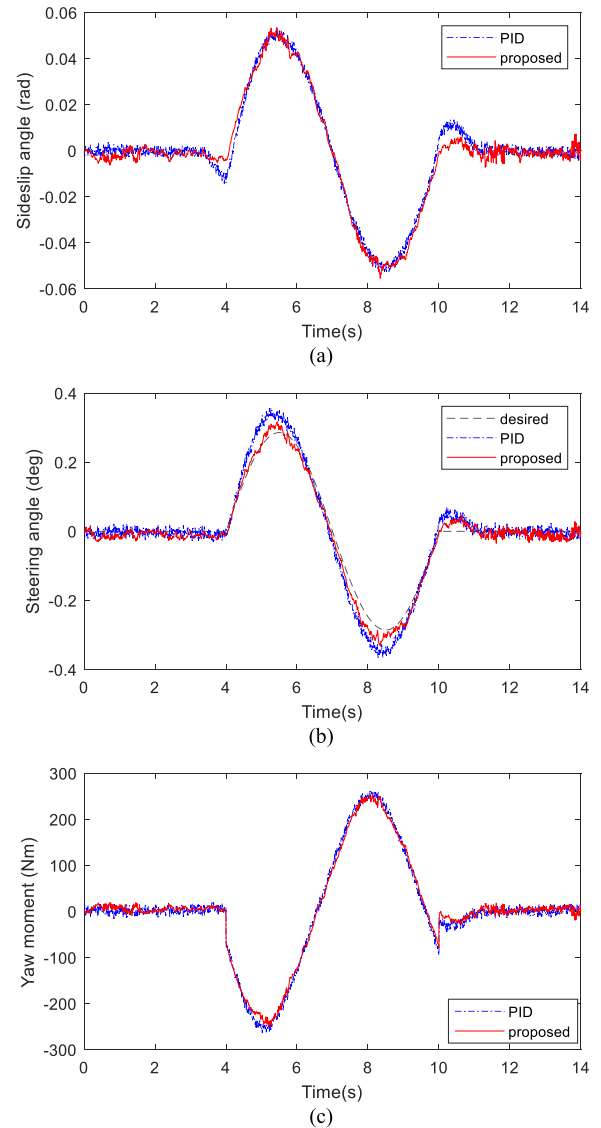 0.06
0.04
0.02
0
-0.02
-0.04
-0.06
Sideslip angle (rad)
PID
proposed
0 2 4 6 8 10 12 14
Time(s)
(a)
0.4
0.2
0
-0.2
-0.4
Steering angle (deg)
desired
PID
proposed
0 2 4 6 8 10 12 14
Time(s)
(b)
300
200
100
0
-100
-200
-300
Yaw moment (Nm)
PID
proposed
0 2 4 6 8 10 12 14
Time(s)
(c)